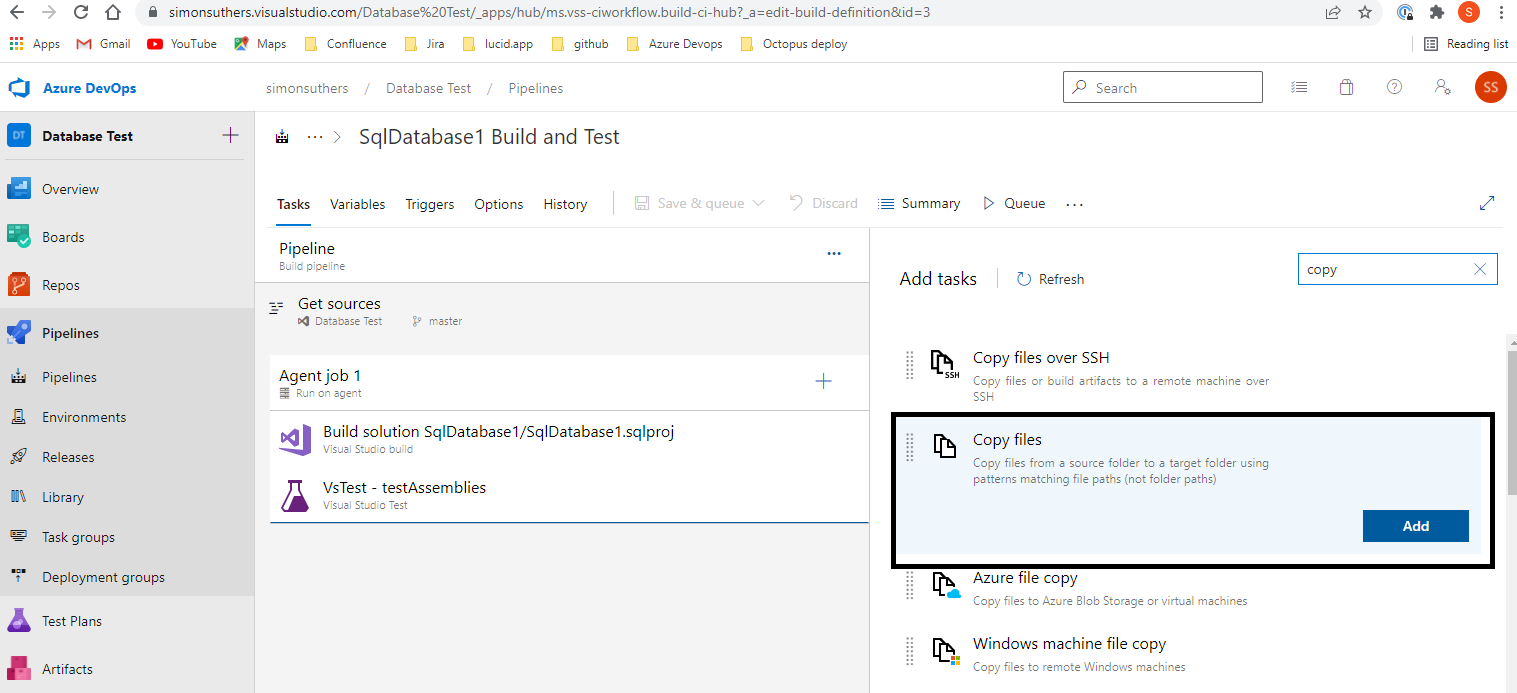 simonsuthers.visualstudio.com/Database%20Test/_apps/hub/ms.vss-ciworkflow.build-ci-hub?_a=edit-build-definition&id=3
S
Apps Gmail YouTube Maps Confluence Jira lucid.app github Azure Devops Octopus deploy Reading list
Azure DevOps
simonsuthers / Database Test / Pipelines
Search
SS
DT Database Test
Overview
Boards
Repos
Pipelines
Pipelines
Environments
Releases
Library
Task groups
Deployment groups
Test Plans
Artifacts
... > SqlDatabase1 Build and Test
Tasks Variables Triggers Options History Save & queue Discard Summary Queue ...
Pipeline
Build pipeline
Get sources
Database Test master
Agent job 1
Run on agent
Build solution SqlDatabase1/SqlDatabase1.sqlproj
Visual Studio build
VsTest - testAssemblies
Visual Studio Test
Add tasks Refresh
copy
Copy files over SSH
SSH
Copy files or build artifacts to a remote machine over
SSH
Copy files
Copy files from a source folder to a target folder using
patterns matching file paths (not folder paths)
Add
Azure file copy
Copy files to Azure Blob Storage or virtual machines
Windows machine file copy
Copy files to remote Windows machines